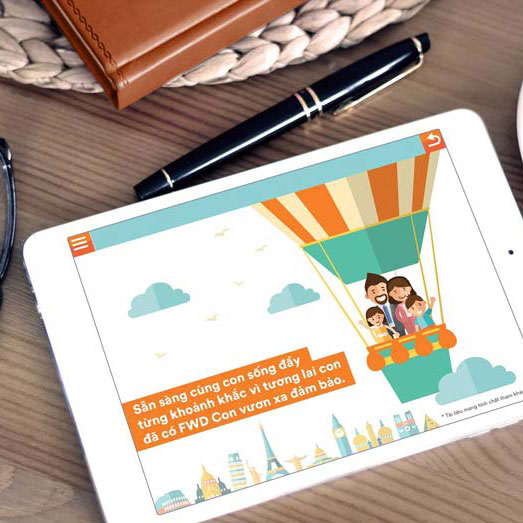 Sẵn sàng cùng con sống đầy
từng khoảnh khắc vì tương lai con
đã có FWD Con vươn xa đảm bảo.
* Tài liệu mang tính chất tham khảo